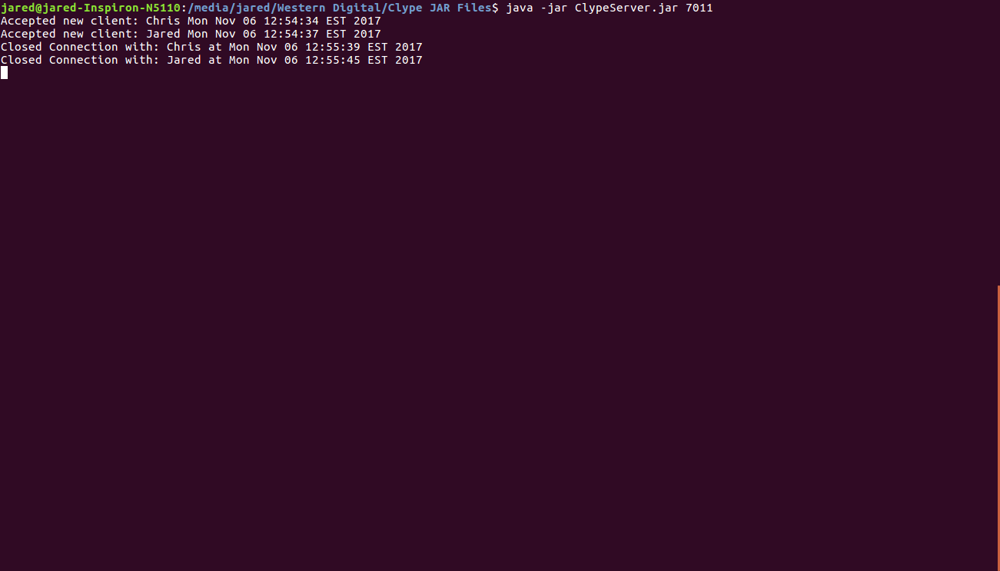 jared@jared-Inspiron-N5110:/media/jared/Western Digital/Clype JAR Files$ java -jar ClypeServer.jar 7011
Accepted new client: Chris Mon Nov 06 12:54:34 EST 2017
Accepted new client: Jared Mon Nov 06 12:54:37 EST 2017
Closed Connection with: Chris at Mon Nov 06 12:55:39 EST 2017
Closed Connection with: Jared at Mon Nov 06 12:55:45 EST 2017